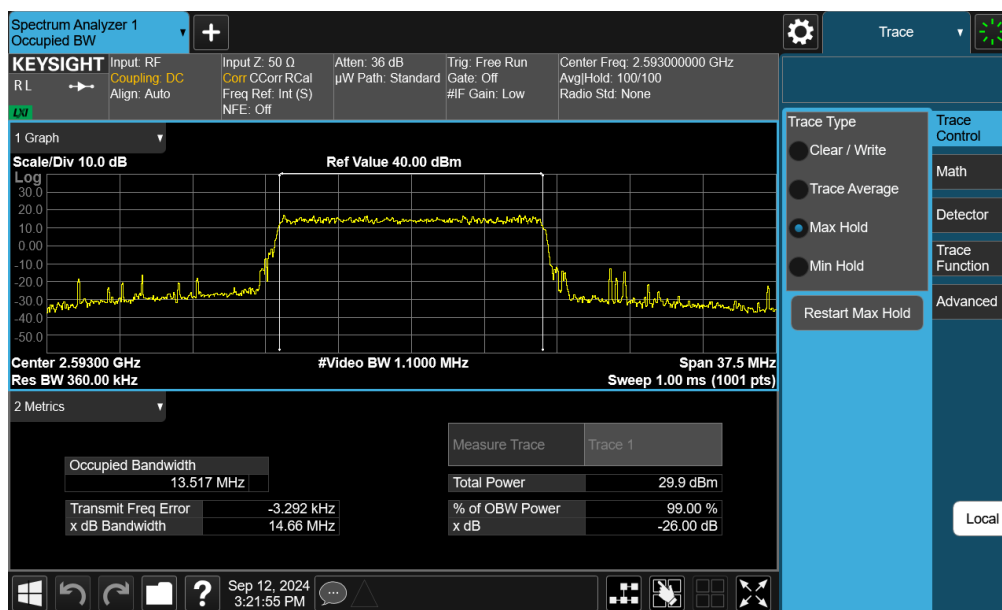 Spectrum Analyzer 1
Occupied BW
Trace
KEYSIGHT
R L
LXI
Input: RF
Coupling: DC
Align: Auto
Input Z: 50 Ω
Corr CCorr RCal
Freq Ref: Int (S)
NFE: Off
Atten: 36 dB
µW Path: Standard
Trig: Free Run
Gate: Off
#IF Gain: Low
Center Freq: 2.593000000 GHz
Avg|Hold: 100/100
Radio Std: None
1 Graph
Scale/Div 10.0 dB
Ref Value 40.00 dBm
Log
30.0
20.0
10.0
0.00
-10.0
-20.0
-30.0
-40.0
-50.0
Center 2.59300 GHz
#Video BW 1.1000 MHz
Span 37.5 MHz
Res BW 360.00 kHz
Sweep 1.00 ms (1001 pts)
2 Metrics
Measure Trace
Trace 1
Occupied Bandwidth
13.517 MHz
Total Power
29.9 dBm
Transmit Freq Error
-3.292 kHz
% of OBW Power
99.00 %
x dB Bandwidth
14.66 MHz
x dB
-26.00 dB
Trace Type
Clear / Write
Trace Average
Max Hold
Min Hold
Restart Max Hold
Trace
Control
Math
Detector
Trace
Function
Advanced
Local
Sep 12, 2024
3:21:55 PM